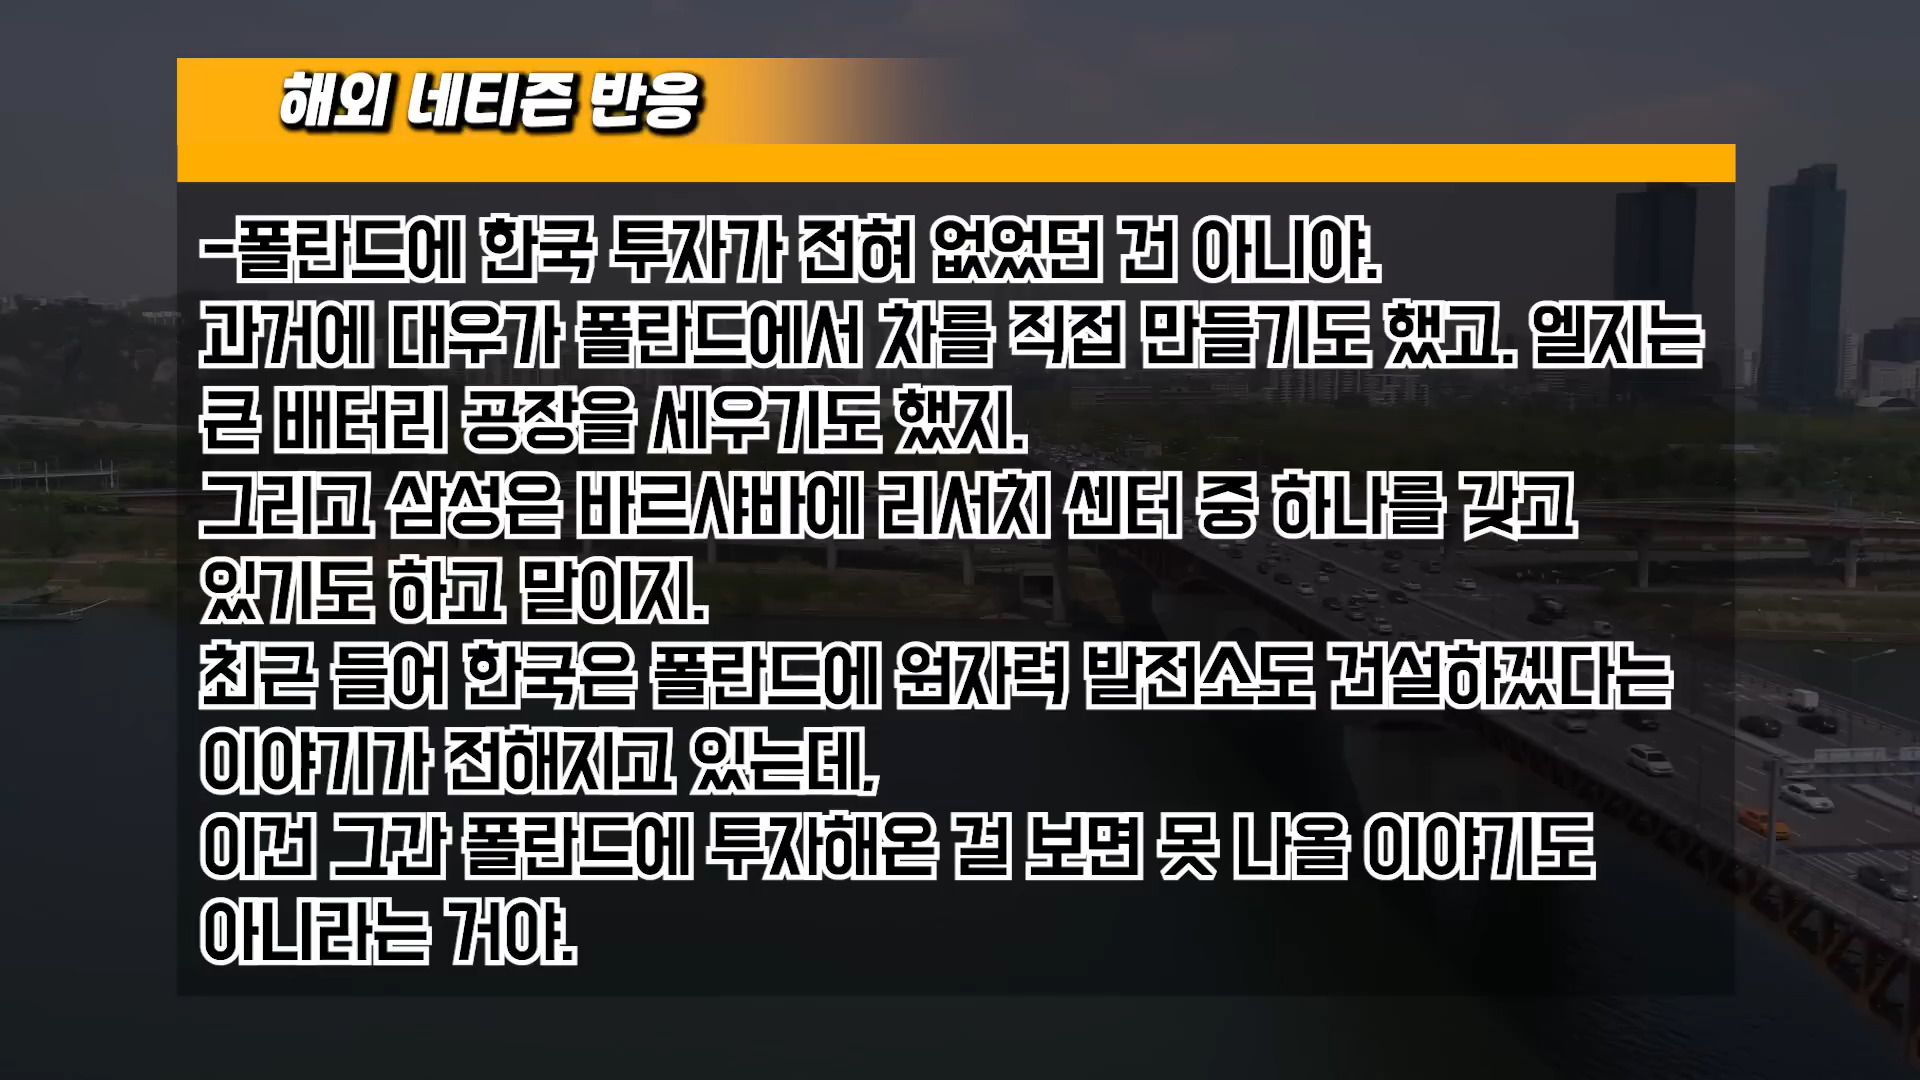 해외 네티즌 반응
-폴란드에 한국 투자가 전혀 없었던 건 아니야.
과거에 대우가 폴란드에서 차를 직접 만들기도 했고. 엘지는
큰 배터리 공장을 세우기도 했지.
그리고 삼성은 바르샤바에 리서치 센터 중 하나를 갖고
있기도 하고 말이지.
최근 들어 한국은 폴란드에 원자력 발전소도 건설하겠다는
이야기가 전해지고 있는데,
이건 그간 폴란드에 투자해온 걸 보면 못 나올 이야기도
아니라는 거야.